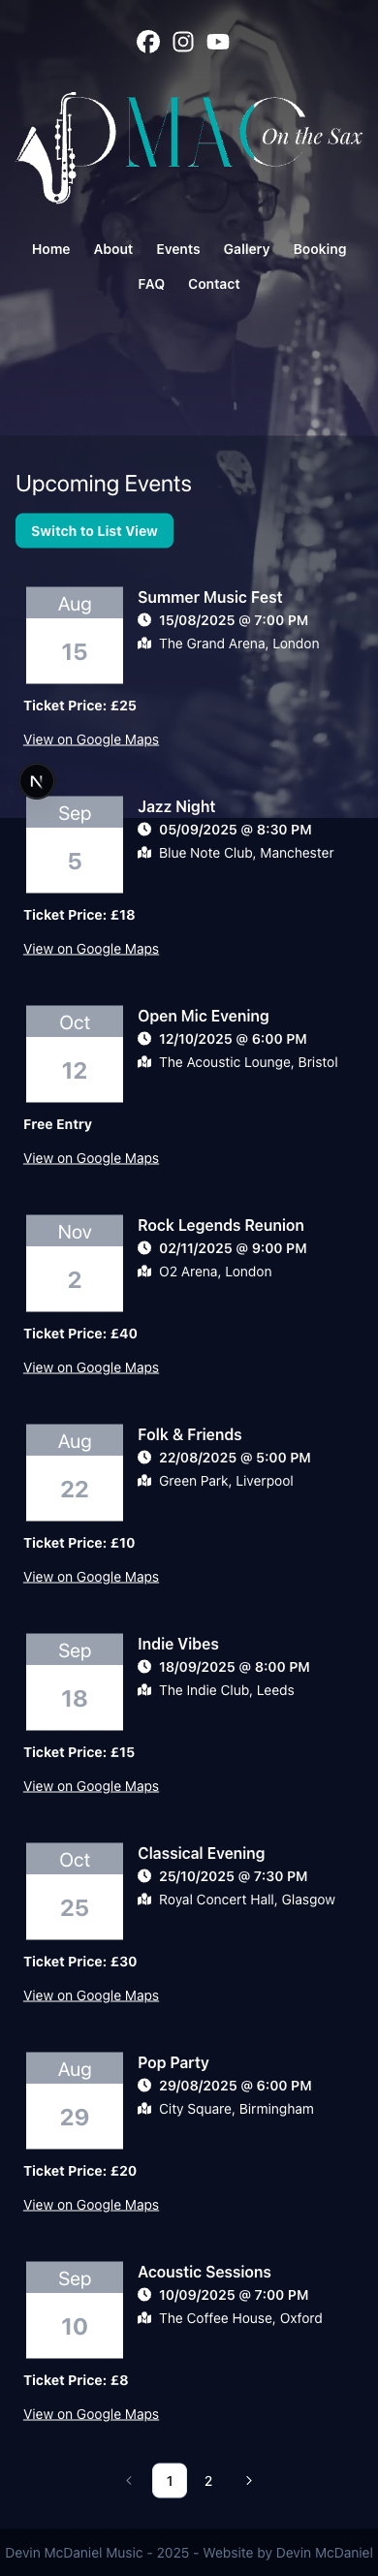 DMAC On the Sax
Home About Events Gallery Booking
FAQ Contact
Upcoming Events
Switch to List View
Aug
15
Summer Music Fest
15/08/2025 @ 7:00 PM
The Grand Arena, London
Ticket Price: £25
View on Google Maps
N
Sep
5
Jazz Night
05/09/2025 @ 8:30 PM
Blue Note Club, Manchester
Ticket Price: £18
View on Google Maps
Oct
12
Open Mic Evening
12/10/2025 @ 6:00 PM
The Acoustic Lounge, Bristol
Free Entry
View on Google Maps
Nov
2
Rock Legends Reunion
02/11/2025 @ 9:00 PM
O2 Arena, London
Ticket Price: £40
View on Google Maps
Aug
22
Folk & Friends
22/08/2025 @ 5:00 PM
Green Park, Liverpool
Ticket Price: £10
View on Google Maps
Sep
18
Indie Vibes
18/09/2025 @ 8:00 PM
The Indie Club, Leeds
Ticket Price: £15
View on Google Maps
Oct
25
Classical Evening
25/10/2025 @ 7:30 PM
Royal Concert Hall, Glasgow
Ticket Price: £30
View on Google Maps
Aug
29
Pop Party
29/08/2025 @ 6:00 PM
City Square, Birmingham
Ticket Price: £20
View on Google Maps
Sep
10
Acoustic Sessions
10/09/2025 @ 7:00 PM
The Coffee House, Oxford
Ticket Price: £8
View on Google Maps
1 2
Devin McDaniel Music - 2025 - Website by Devin McDaniel